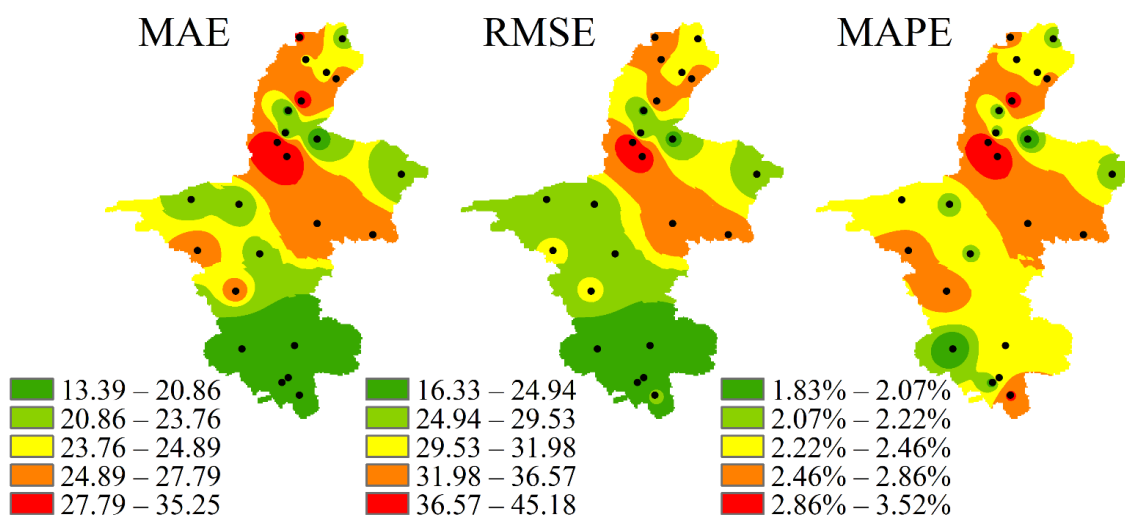 MAE
RMSE
MAPE
13.39 – 20.86
20.86 – 23.76
23.76 – 24.89
24.89 – 27.79
27.79 – 35.25
16.33 – 24.94
24.94 – 29.53
29.53 – 31.98
31.98 – 36.57
36.57 – 45.18
1.83% – 2.07%
2.07% – 2.22%
2.22% – 2.46%
2.46% – 2.86%
2.86% – 3.52%